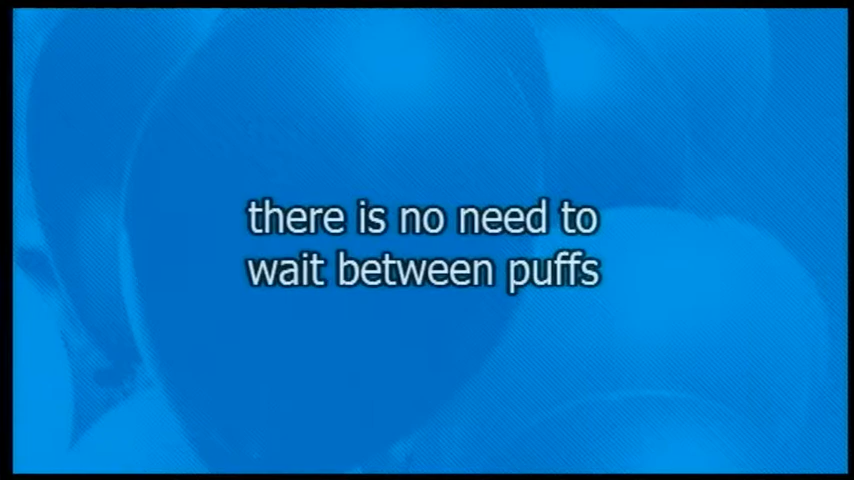 there is no need to
wait between puffs